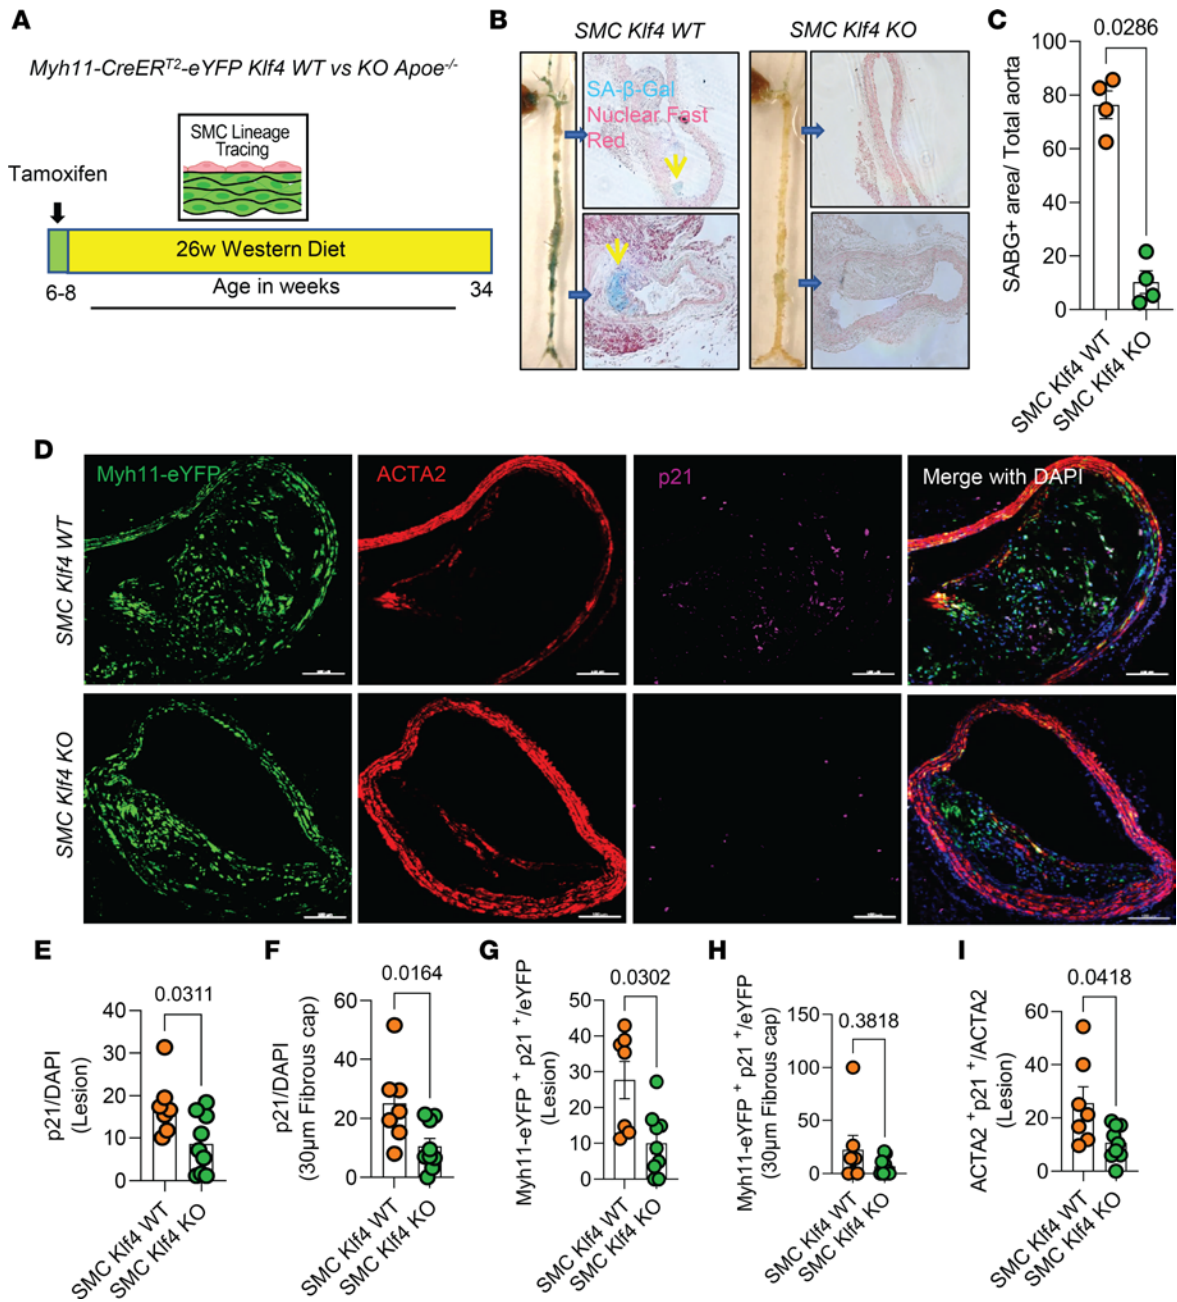 A
Myh11-CreERT2-eYFP Klf4 WT vs KO Apoe-/-
SMC Lineage
Tracing
Tamoxifen
26w Western Diet
6-8
Age in weeks
34
B
SMC Klf4 WT
SMC Klf4 KO
SA-β-Gal
Nuclear Fast
Red
C
0.0286
SABG+ area/ Total aorta
100
80
60
40
20
0
SMC Klf4 WT
SMC Klf4 KO
D
Myh11-eYFP
ACTA2
p21
Merge with DAPI
SMC Klf4 WT
SMC Klf4 KO
E
0.0311
p21/DAPI
(Lesion)
40
30
20
10
0
SMC Klf4 WT
SMC Klf4 KO
F
0.0164
p21/DAPI
(30µm Fibrous cap)
60
40
20
0
SMC Klf4 WT
SMC Klf4 KO
G
0.0302
Myh11-eYFP + p21 +/eYFP
(Lesion)
50
40
30
20
10
0
SMC Klf4 WT
SMC Klf4 KO
H
0.3818
Myh11-eYFP + p21 +/eYFP
(30µm Fibrous cap)
150
100
50
0
SMC Klf4 WT
SMC Klf4 KO
I
0.0418
ACTA2 + p21 +/ACTA2
(Lesion)
60
40
20
0
SMC Klf4 WT
SMC Klf4 KO